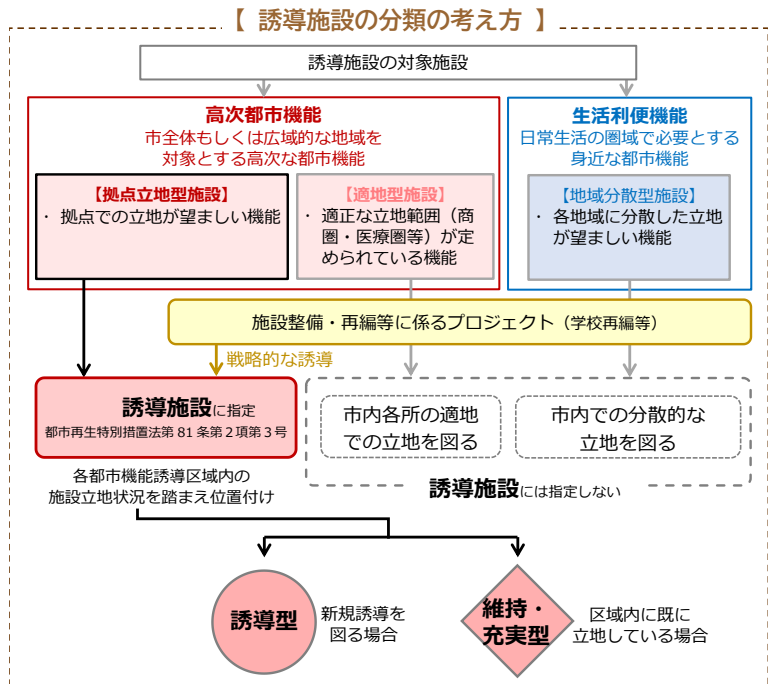 【 誘導施設の分類の考え方 】
誘導施設の対象施設
高次都市機能
市全体もしくは広域的な地域を
対象とする高次な都市機能
【拠点立地型施設】
・ 拠点での立地が望ましい機能
【適地型施設】
・ 適正な立地範囲（商
圏・医療圏等）が定
められている機能
生活利便機能
日常生活の圏域で必要とする
身近な都市機能
【地域分散型施設】
・ 各地域に分散した立地
が望ましい機能
施設整備・再編等に係るプロジェクト（学校再編等）
戦略的な誘導
誘導施設に指定
都市再生特別措置法第 81 条第２項第３号
市内各所の適地
での立地を図る
市内での分散的な
立地を図る
誘導施設には指定しない
各都市機能誘導区域内の
施設立地状況を踏まえ位置付け
誘導型
新規誘導を
図る場合
維持・
充実型
区域内に既に
立地している場合